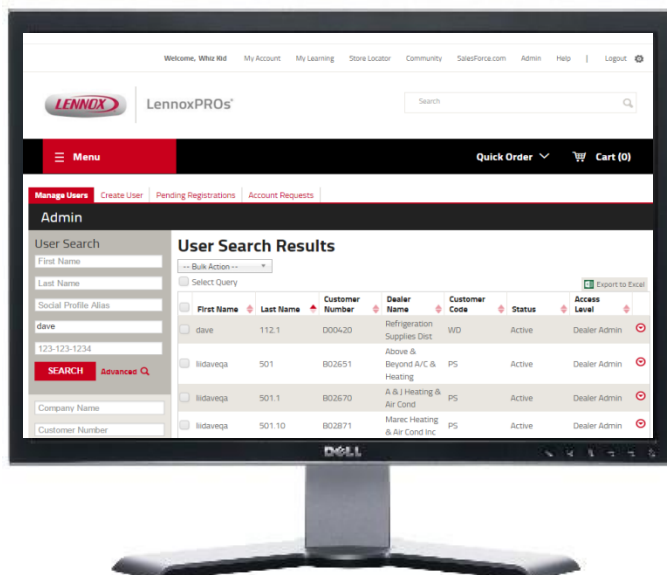 Welcome, Whiz Kid My Account My Learning Store Locator Community SalesForce.com Admin Help | Logout
LENNOX LennoxPROs® Search
Menu Quick Order Cart (0)
Manage Users Create User Pending Registrations Account Requests
Admin
User Search
First Name
Last Name
Social Profile Alias
dave
123-123-1234
SEARCH Advanced
Company Name
Customer Number
User Search Results
-- Bulk Action --
Select Query
Export to Excel
First Name Last Name Customer Number Dealer Name Customer Code Status Access Level
dave 112.1 D00420 Refrigeration Supplies Dist WD Active Dealer Admin
lidaveqa 501 B02651 Above & Beyond A/C & Heating PS Active Dealer Admin
lidaveqa 501.1 B02670 A & J Heating & Air Cond PS Active Dealer Admin
lidaveqa 501.10 B02871 Marec Heating & Air Cond Inc PS Active Dealer Admin
DELL